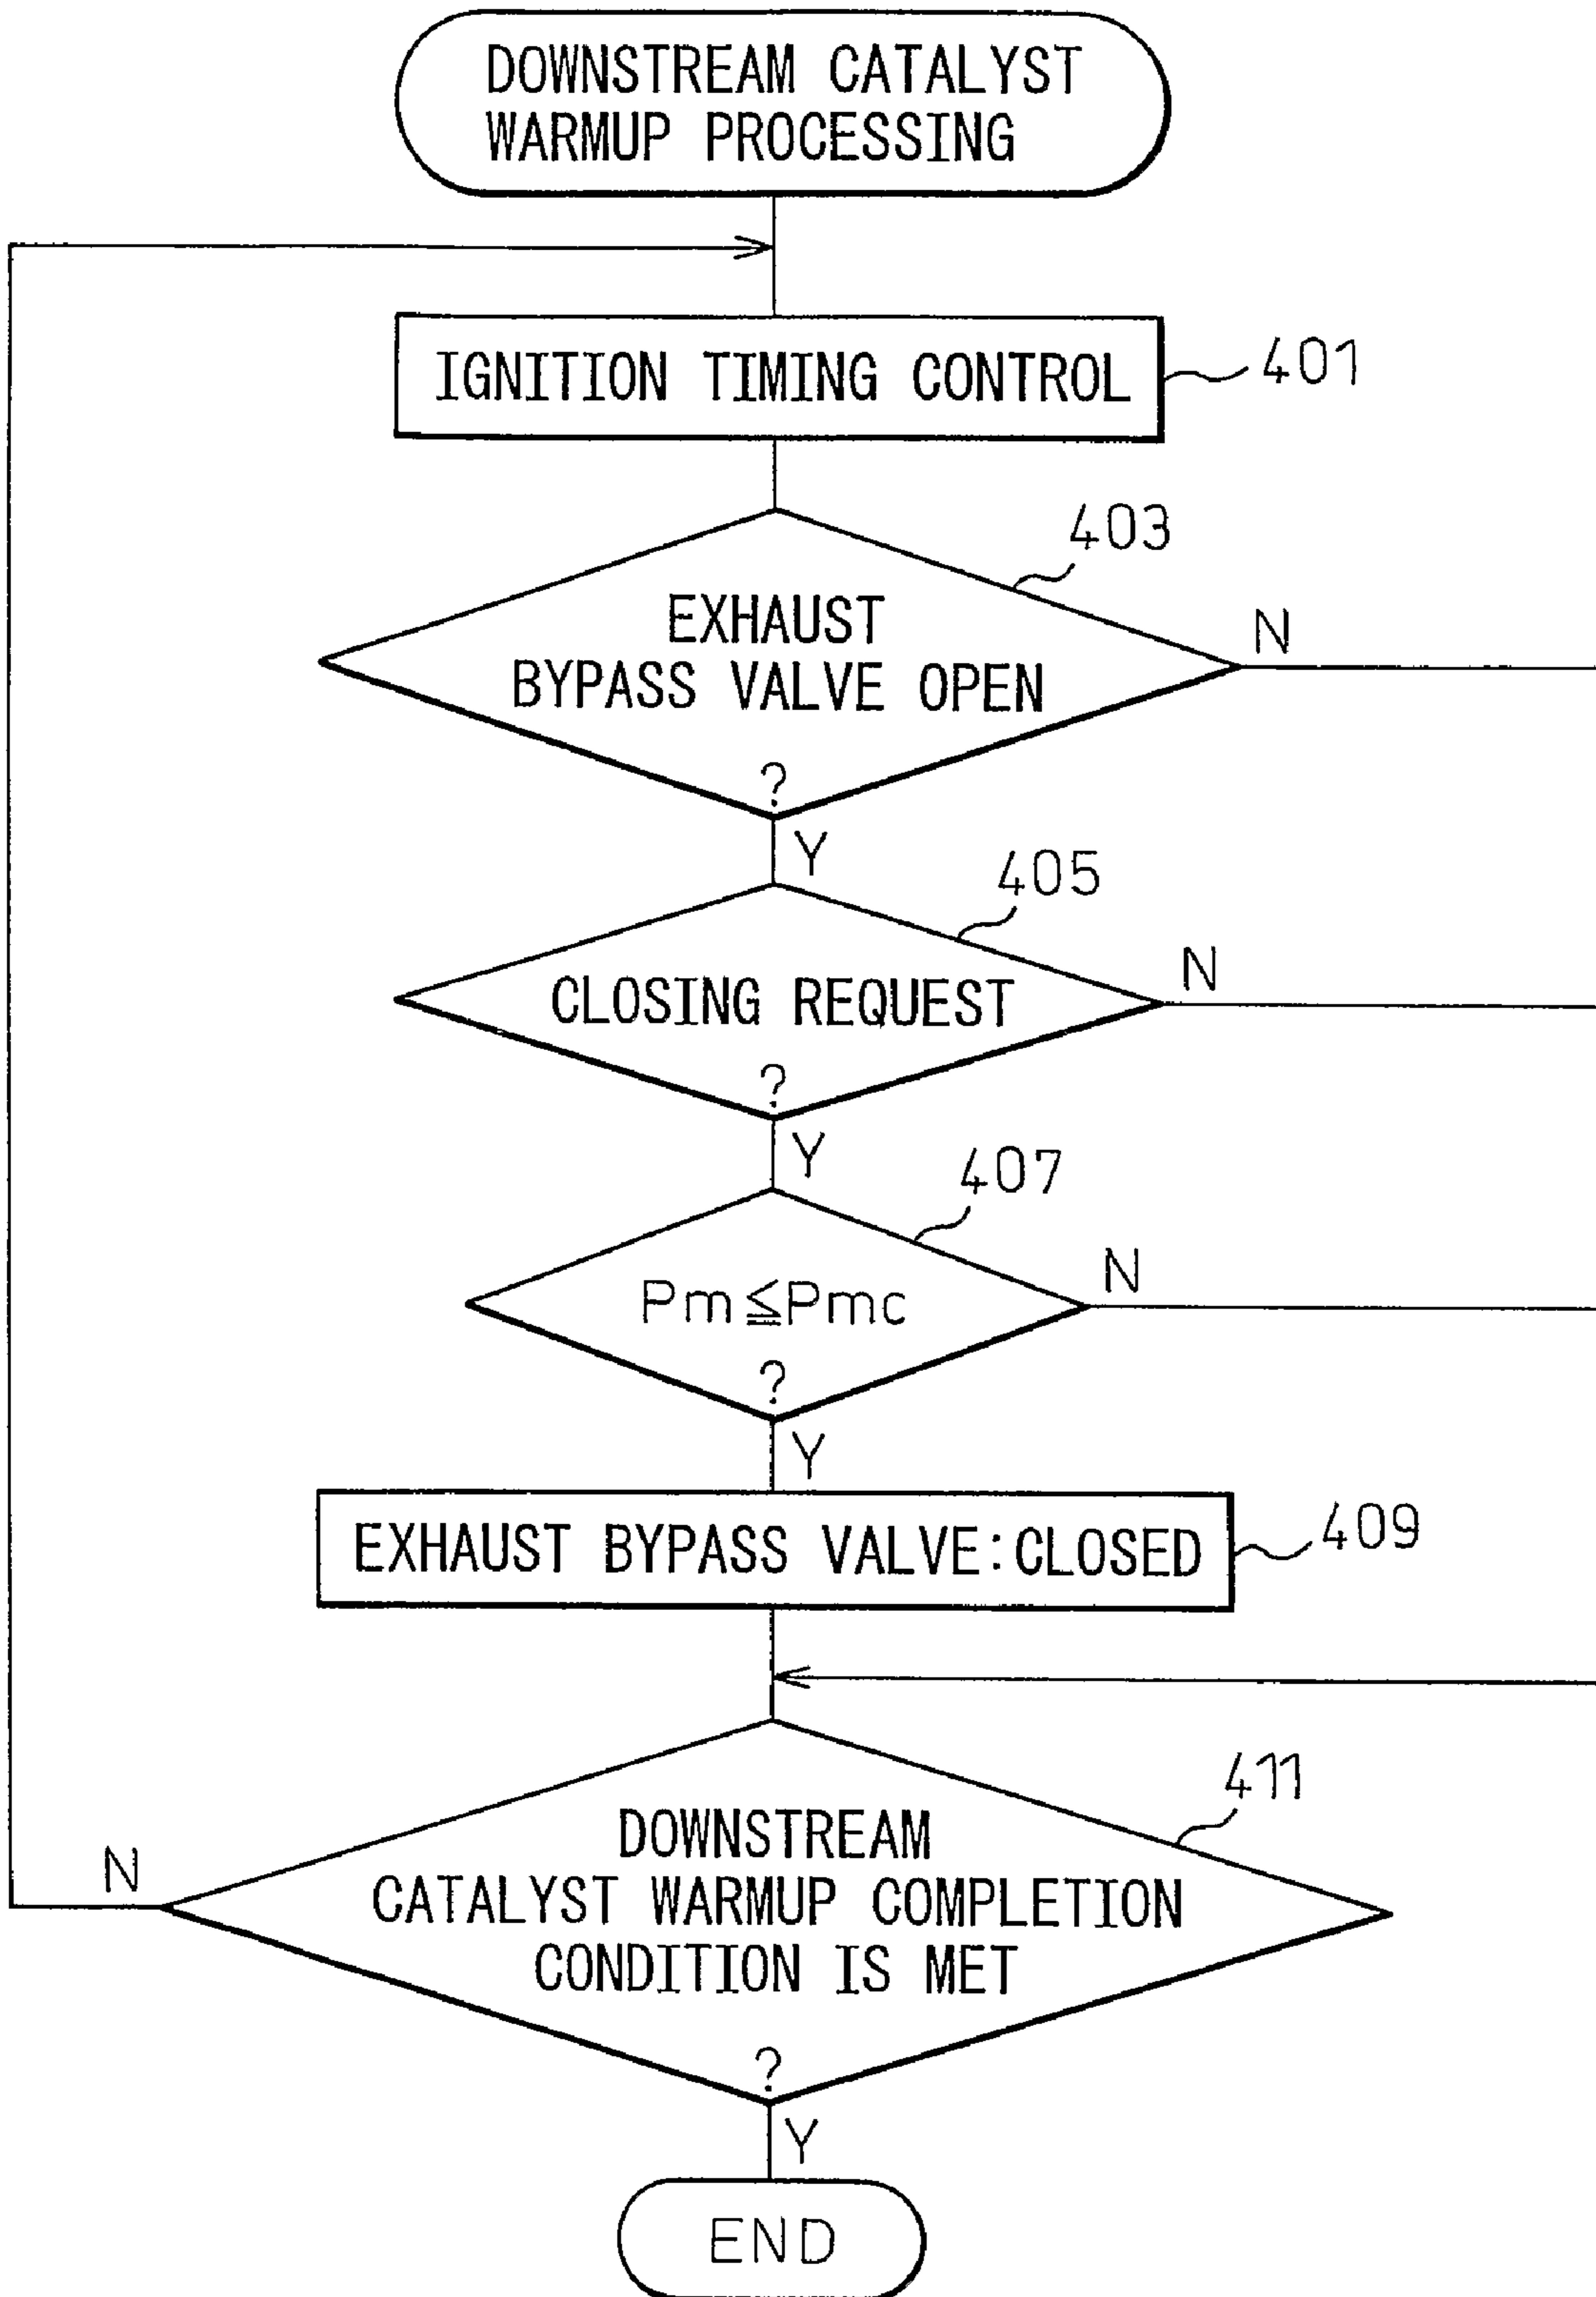 DOWNSTREAM CATALYST
WARMUP PROCESSING
IGNITION TIMING CONTROL
401
403
EXHAUST
BYPASS VALVE OPEN
?
N
Y
405
CLOSING REQUEST
?
N
Y
407
Pm≦Pmc
?
N
Y
EXHAUST BYPASS VALVE:CLOSED
409
411
DOWNSTREAM
CATALYST WARMUP COMPLETION
CONDITION IS MET
?
N
Y
END